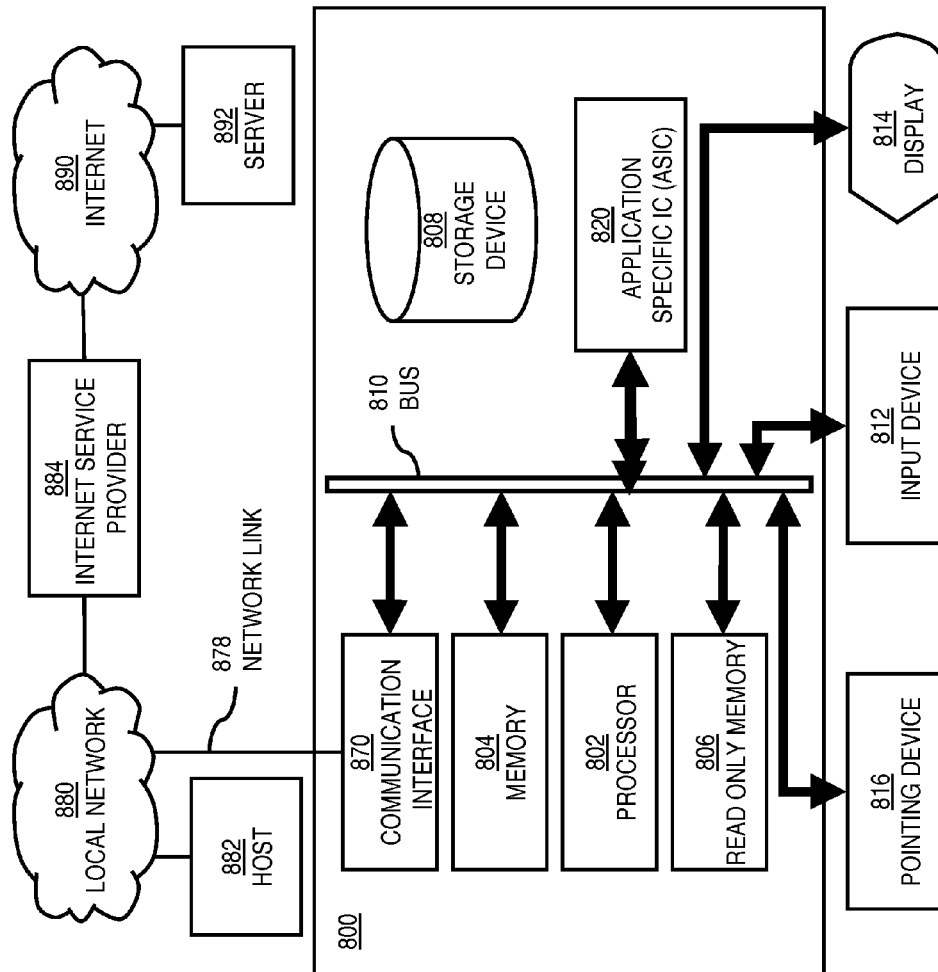 880
LOCAL NETWORK
884
INTERNET SERVICE
PROVIDER
890
INTERNET
882
HOST
878
NETWORK LINK
892
SERVER
800
870
COMMUNICATION
INTERFACE
804
MEMORY
802
PROCESSOR
806
READ ONLY MEMORY
810
BUS
808
STORAGE
DEVICE
820
APPLICATION
SPECIFIC IC (ASIC)
816
POINTING DEVICE
812
INPUT DEVICE
814
DISPLAY